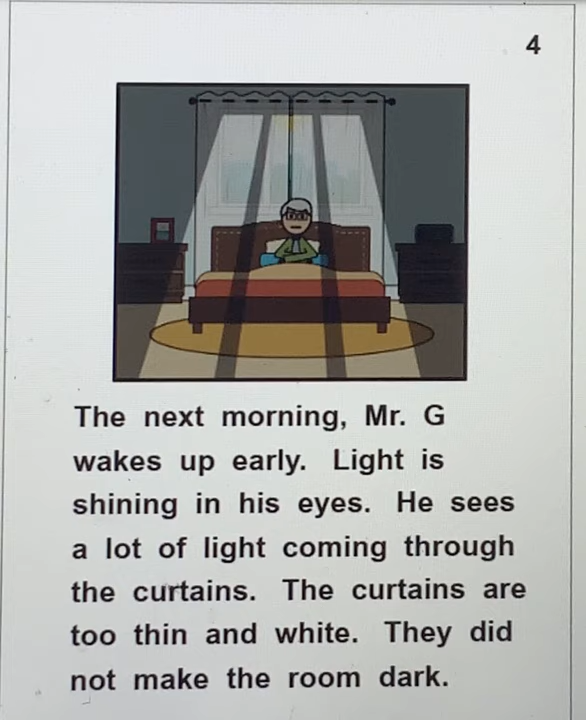 4
The next morning, Mr. G
wakes up early. Light is
shining in his eyes. He sees
a lot of light coming through
the curtains. The curtains are
too thin and white. They did
not make the room dark.